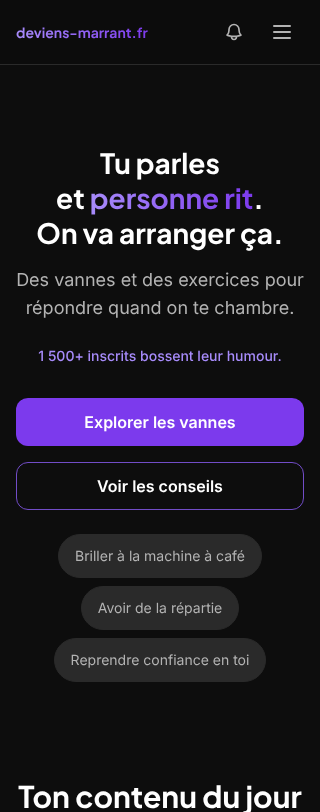 deviens-marrant.fr
Tu parles
et personne rit.
On va arranger ça.
Des vannes et des exercices pour
répondre quand on te chambre.
1 500+ inscrits bossent leur humour.
Explorer les vannes
Voir les conseils
Briller à la machine à café
Avoir de la répartie
Reprendre confiance en toi
Ton contenu du jour